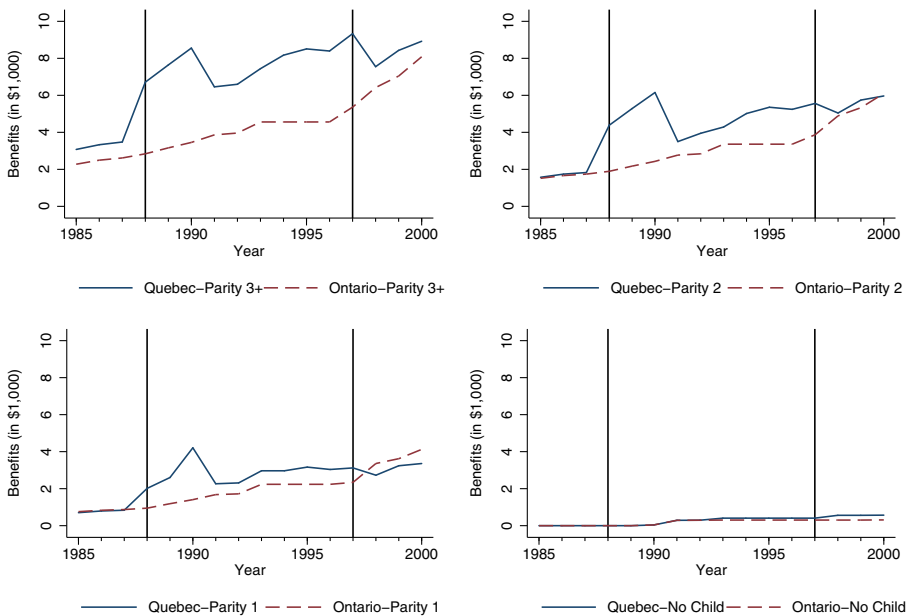 Benefits (in $1,000)
10
8
6
4
2
0
1985 1990 1995 2000
Year
Quebec–Parity 3+ Ontario–Parity 3+
Benefits (in $1,000)
10
8
6
4
2
0
1985 1990 1995 2000
Year
Quebec–Parity 2 Ontario–Parity 2
Benefits (in $1,000)
10
8
6
4
2
0
1985 1990 1995 2000
Year
Quebec–Parity 1 Ontario–Parity 1
Benefits (in $1,000)
10
8
6
4
2
0
1985 1990 1995 2000
Year
Quebec–No Child Ontario–No Child